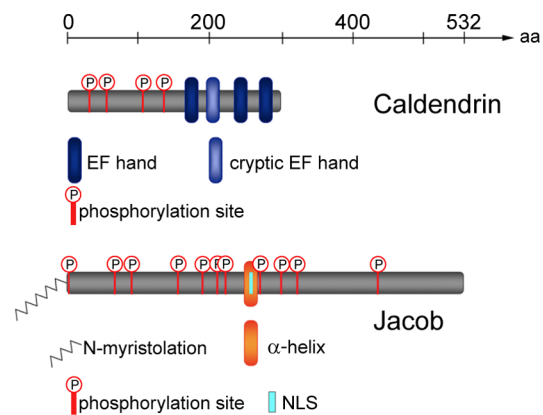 0 200 400 532 aa
P P P P
Caldendrin
EF hand cryptic EF hand
P
phosphorylation site
P P P P P P P P P P P
Jacob
N-myristolation α-helix
P
phosphorylation site NLS